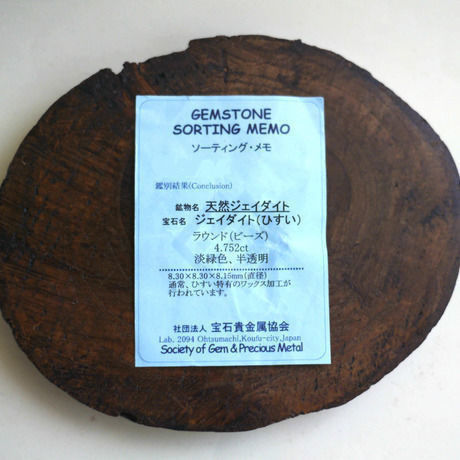 GEMSTONE
SORTING MEMO
ソーティング・メモ
鑑別結果(Conclusion)
鉱物名 天然ジェイダイト
宝石名 ジェイダイト(ひすい)
ラウンド(ビーズ)
4.752ct
淡緑色、半透明
8.30×8.30×8.15mm(直径)
通常、ひすい特有のワックス加工が
行われています。
社団法人 宝石貴金属協会
Lab. 2094 Ohtsumachi,Koufu-city,Japan
Society of Gem & Precious Metal